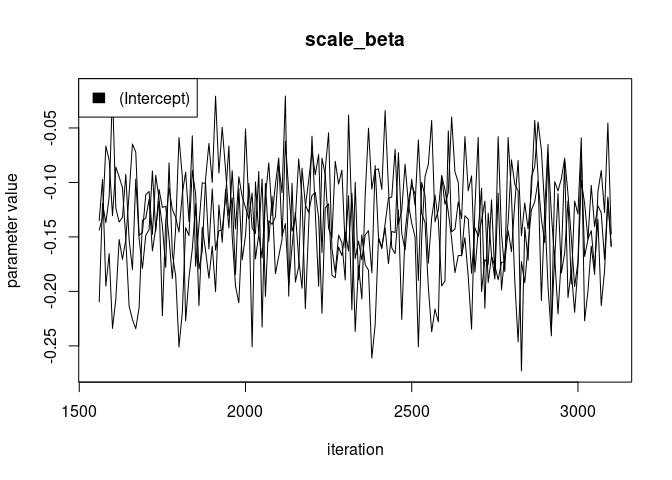 scale_beta
(Intercept)
parameter value
-0.05
-0.10
-0.15
-0.20
-0.25
1500 2000 2500 3000
iteration